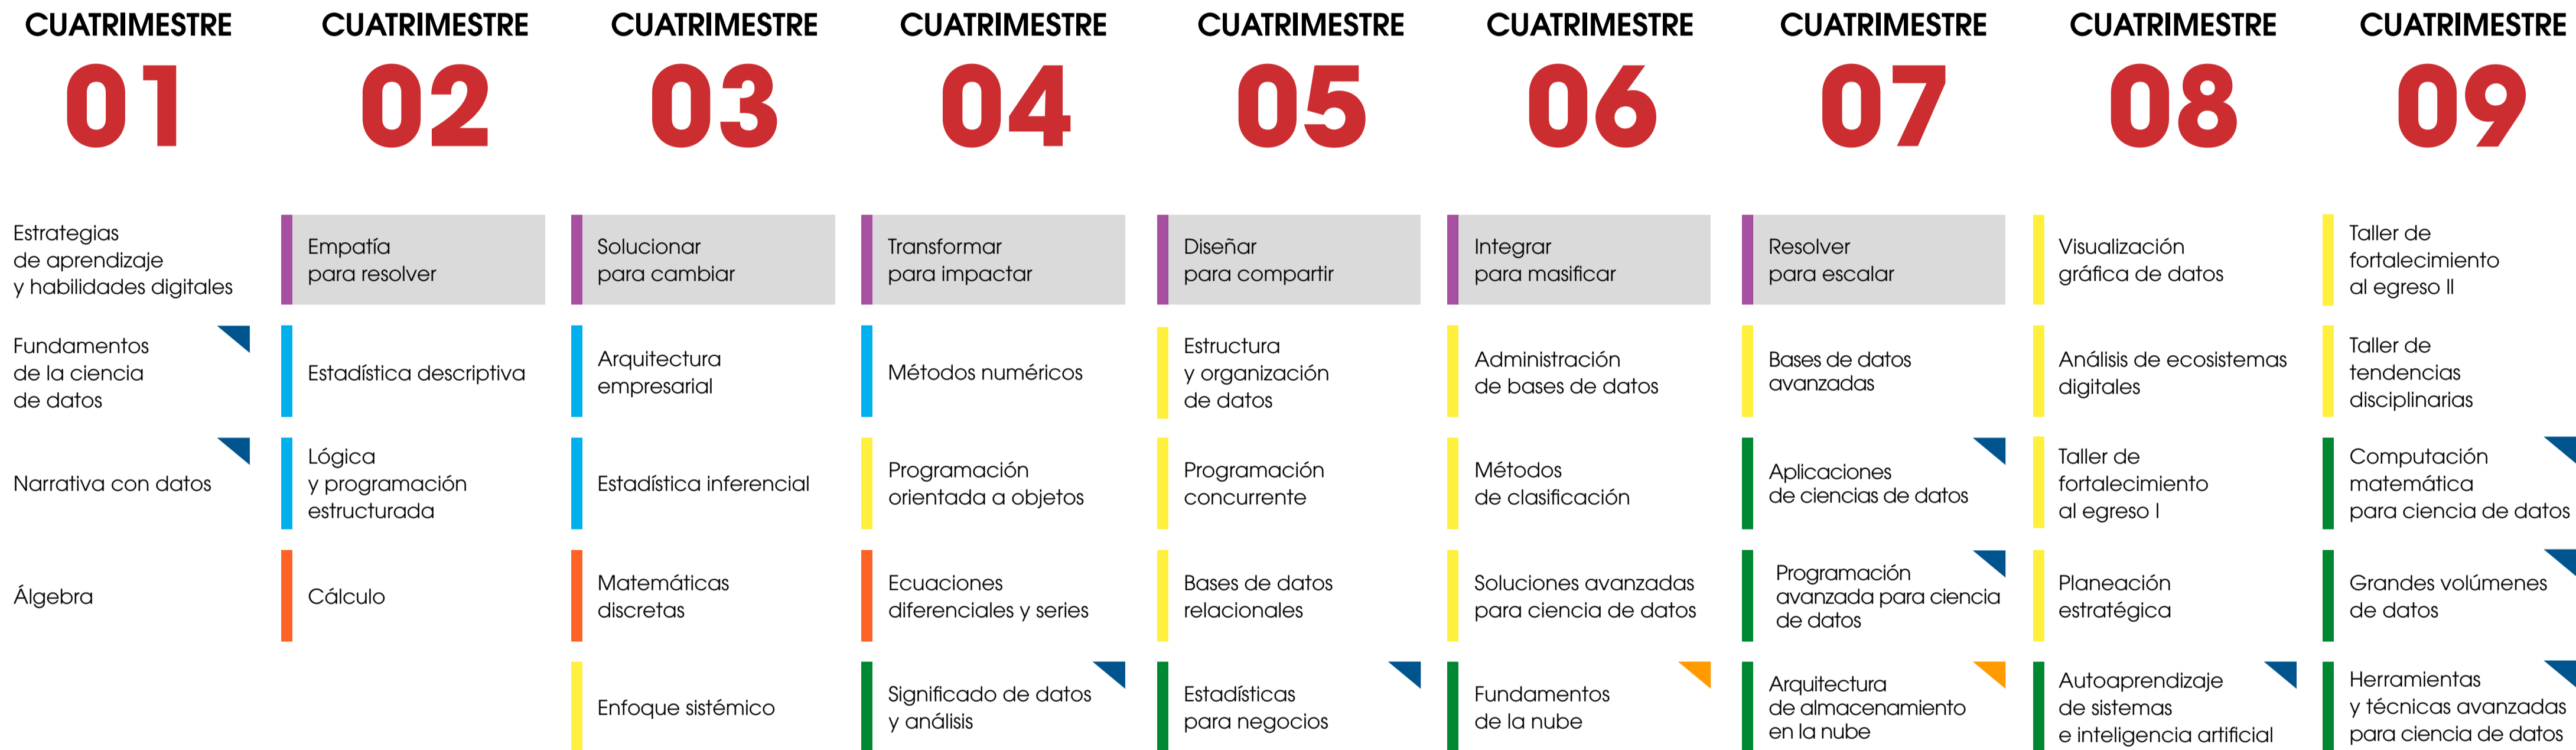 CUATRIMESTRE
01
Estrategias
de aprendizaje
y habilidades digitales
Fundamentos
de la ciencia
de datos
Narrativa con datos
Álgebra
CUATRIMESTRE
02
Empatía
para resolver
Estadística descriptiva
Lógica
y programación
estructurada
Cálculo
CUATRIMESTRE
03
Solucionar
para cambiar
Arquitectura
empresarial
Estadística inferencial
Matemáticas
discretas
Enfoque sistémico
CUATRIMESTRE
04
Transformar
para impactar
Métodos numéricos
Programación
orientada a objetos
Ecuaciones
diferenciales y series
Significado de datos
y análisis
CUATRIMESTRE
05
Diseñar
para compartir
Estructura
y organización
de datos
Programación
concurrente
Bases de datos
relacionales
Estadísticas
para negocios
CUATRIMESTRE
06
Integrar
para masificar
Administración
de bases de datos
Métodos
de clasificación
Soluciones avanzadas
para ciencia de datos
Fundamentos
de la nube
CUATRIMESTRE
07
Resolver
para escalar
Bases de datos
avanzadas
Aplicaciones
de ciencias de datos
Programación
avanzada para ciencia
de datos
Arquitectura
de almacenamiento
en la nube
CUATRIMESTRE
08
Visualización
gráfica de datos
Análisis de ecosistemas
digitales
Taller de
fortalecimiento
al egreso I
Planeación
estratégica
Autoaprendizaje
de sistemas
e inteligencia artificial
CUATRIMESTRE
09
Taller de
fortalecimiento
al egreso II
Taller de
tendencias
disciplinarias
Computación
matemática
para ciencia de datos
Grandes volúmenes
de datos
Herramientas
y técnicas avanzadas
para ciencia de datos